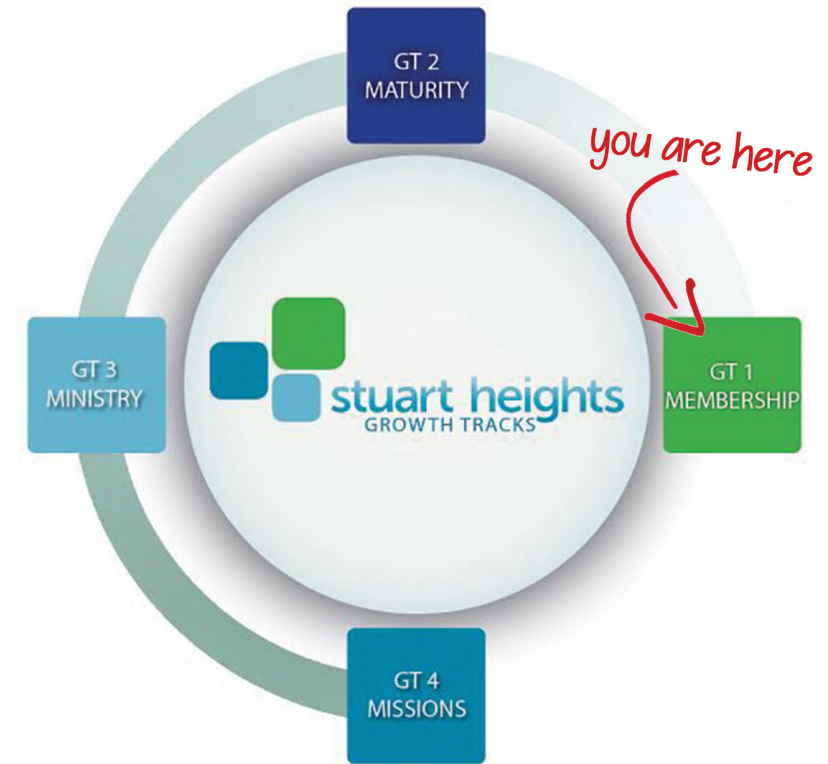 GT 2
MATURITY
you are here
GT 3
MINISTRY
stuart heights
GROWTH TRACKS
GT 1
MEMBERSHIP
GT 4
MISSIONS